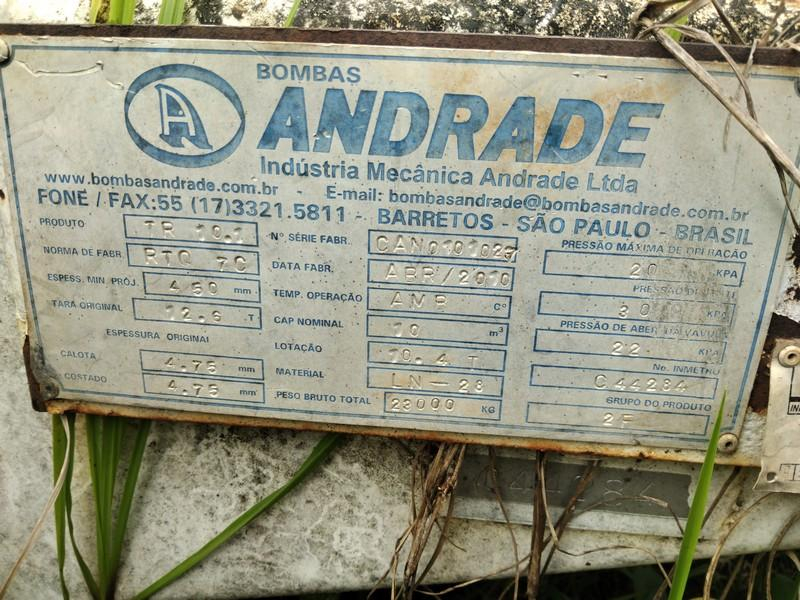 BOMBAS
ANDRADE
Indústria Mecânica Andrade Ltda
www.bombasandrade.com.br - E-mail: bombasandrade@bombasandrade.com.br
FONE / FAX:55 (17)3321.5811 - BARRETOS - SÃO PAULO - BRASIL
PRODUTO TR 10.1 Nº SÉRIE FABR. PRESSÃO MÁXIMA DE OPERAÇÃO
NORMA DE FABR. RTQ 7C DATA FABR. ABR/2010 20 KPA
ESPESS. MIN. PRÓJ. 4.50 mm TEMP. OPERAÇÃO AMB Cº
TARA ORIGINAL 12.6 T CAP NOMINAL 10 m³ PRESSÃO DE ABER. DA VÁLVULA
ESPESSURA ORIGINAL LOTAÇÃO 10.4 T 22 KPA
CALOTA 4.75 mm MATERIAL LN-28 No. INMETRO C44284
COSTADO 4.75 mm PESO BRUTO TOTAL 23000 KG GRUPO DO PRODUTO
2F